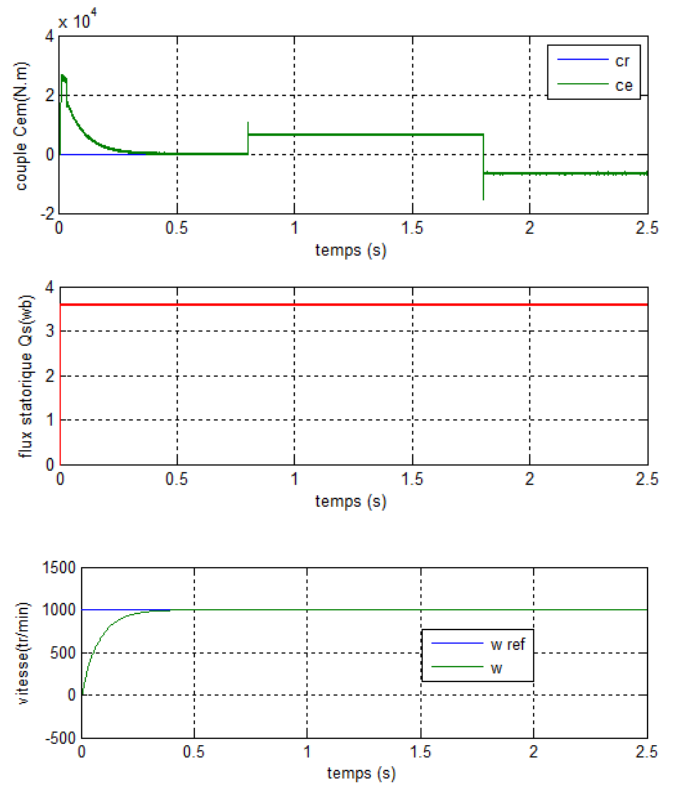 x 10^4
couple Cem(N.m)
4
2
0
-2
cr
ce
0 0.5 1 1.5 2 2.5
temps (s)
flux statorique Qs(wb)
4
3
2
1
0
0 0.5 1 1.5 2 2.5
temps (s)
vitesse(tr/min)
1500
1000
500
0
-500
w ref
w
0 0.5 1 1.5 2 2.5
temps (s)